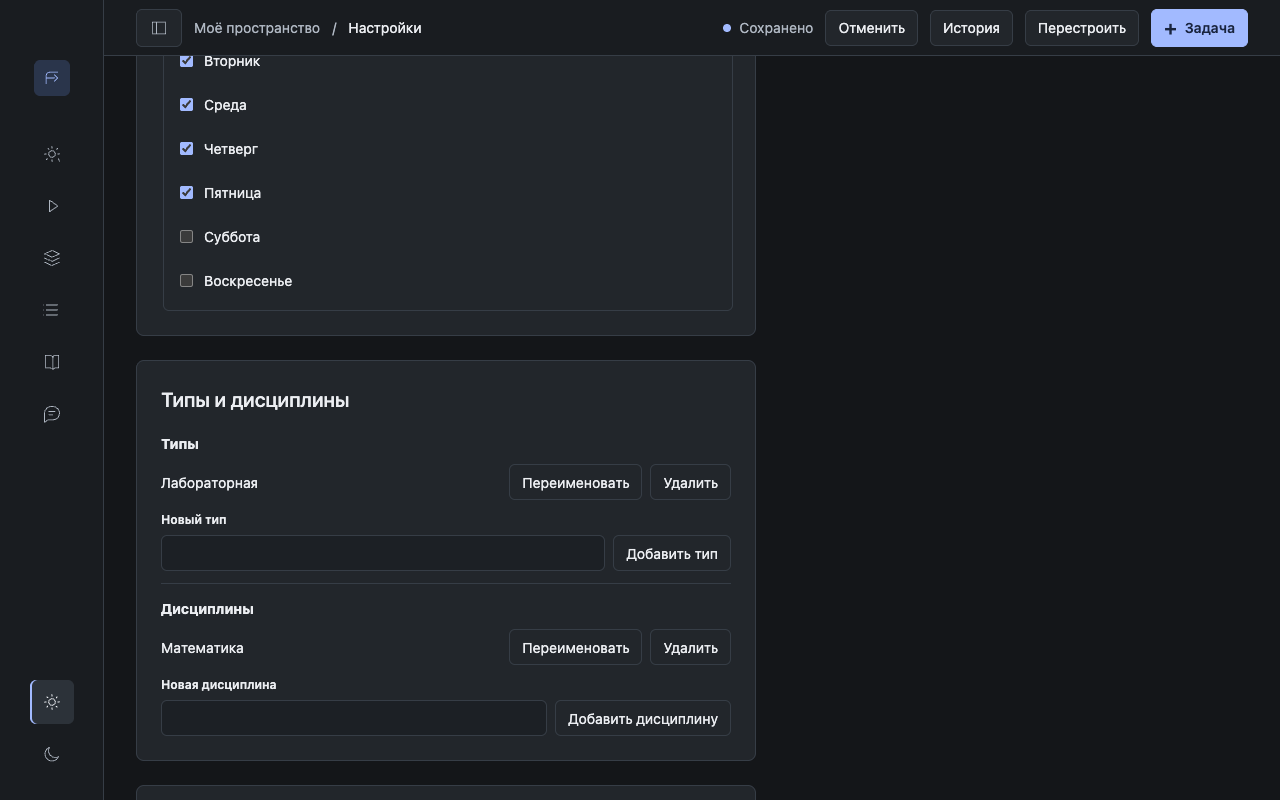 Моё пространство / Настройки
Сохранено
Отменить
История
Перестроить
+ Задача
Вторник
Среда
Четверг
Пятница
Суббота
Воскресенье
Типы и дисциплины
Типы
Лабораторная
Переименовать
Удалить
Новый тип
Добавить тип
Дисциплины
Математика
Переименовать
Удалить
Новая дисциплина
Добавить дисциплину